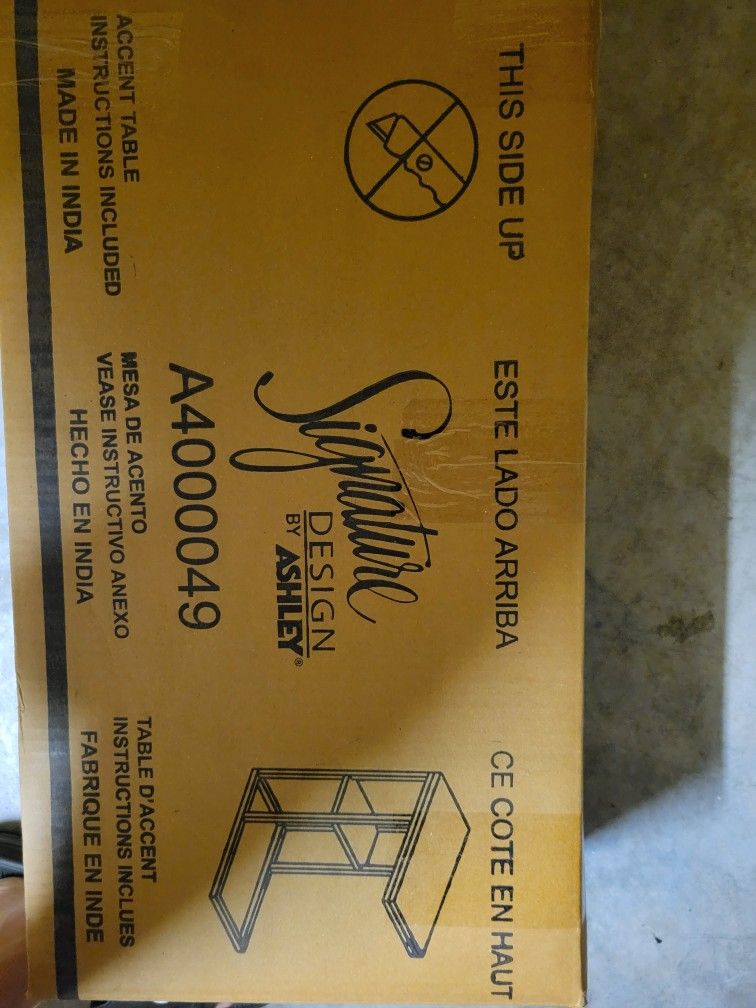 THIS SIDE UP
ESTE LADO ARRIBA
CE COTE EN HAUT
Signature
DESIGN
BY ASHLEY®
A4000049
ACCENT TABLE
INSTRUCTIONS INCLUDED
MADE IN INDIA
MESA DE ACENTO
VEASE INSTRUCTIVO ANEXO
HECHO EN INDIA
TABLE D'ACCENT
INSTRUCTIONS INCLUES
FABRIQUE EN INDE